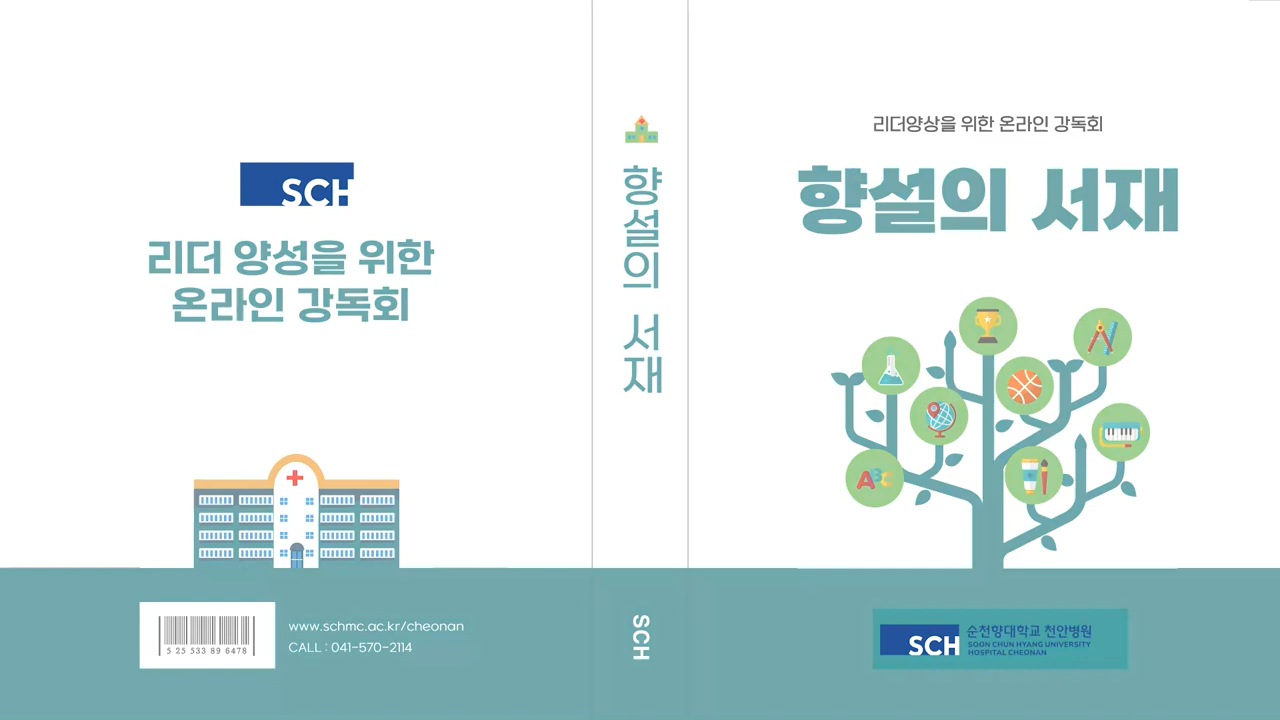 SCH
리더 양성을 위한
온라인 강독회
5 25 533 89 6478
www.schmc.ac.kr/cheonan
CALL : 041-570-2114
향설의 서재
SCH
리더양상을 위한 온라인 강독회
향설의 서재
ABC
SCH 순천향대학교 천안병원
SOON CHUN HYANG UNIVERSITY
HOSPITAL CHEONAN